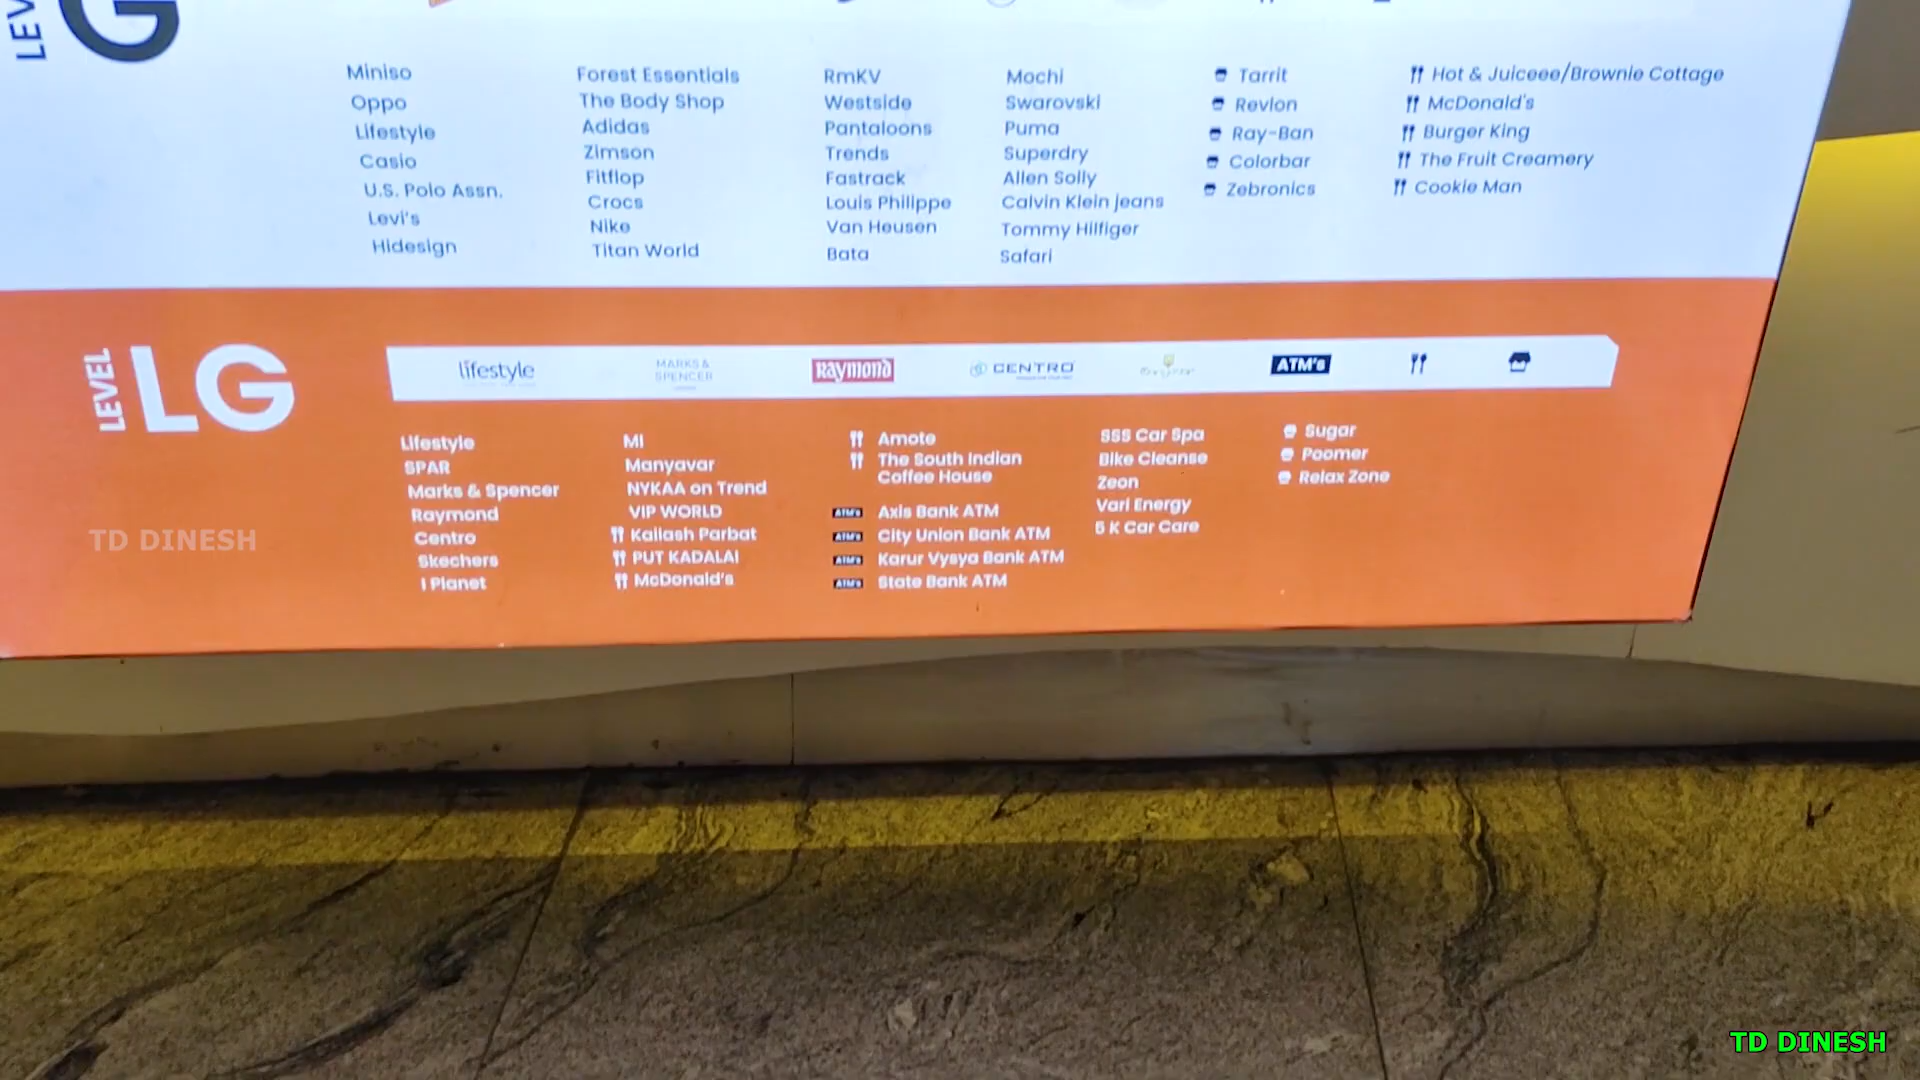 LEVEL G
Miniso
Oppo
Lifestyle
Casio
U.S. Polo Assn.
Levi's
Hidesign
Forest Essentials
The Body Shop
Adidas
Zimson
Fitflop
Crocs
Nike
Titan World
RmKV
Westside
Pantaloons
Trends
Fastrack
Louis Philippe
Van Heusen
Bata
Mochi
Swarovski
Puma
Superdry
Allen Solly
Calvin Klein jeans
Tommy Hilfiger
Safari
Tarrit
Revlon
Ray-Ban
Colorbar
Zebronics
Hot & Juiceee/Brownie Cottage
McDonald's
Burger King
The Fruit Creamery
Cookie Man
LEVEL LG
lifestyle
MARKS &
SPENCER
Raymond
CENTRO
ATM's
Lifestyle
SPAR
Marks & Spencer
Raymond
Centro
Skechers
I Planet
MI
Manyavar
NYKAA on Trend
VIP WORLD
Kailash Parbat
PUT KADALAI
McDonald's
Amote
The South Indian
Coffee House
ATM's Axis Bank ATM
ATM's City Union Bank ATM
ATM's Karur Vysya Bank ATM
ATM's State Bank ATM
SSS Car Spa
Bike Cleanse
Zeon
Vari Energy
5 K Car Care
Sugar
Poomer
Relax Zone
TD DINESH
TD DINESH